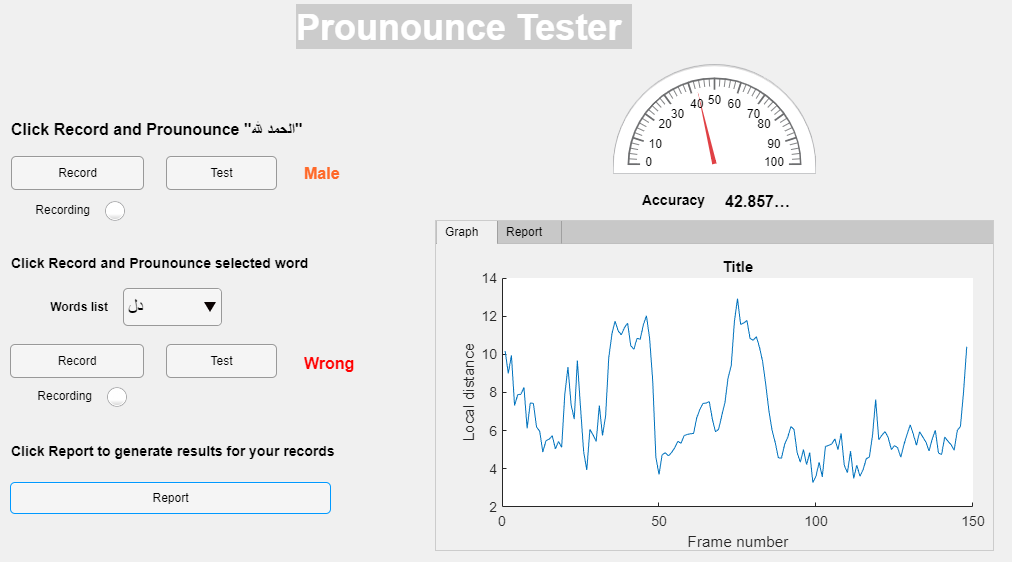 Prounounce Tester
Click Record and Prounounce "الحمد لله"
Record
Test
Male
Recording
Click Record and Prounounce selected word
Words list
دل
Record
Test
Wrong
Recording
Click Report to generate results for your records
Report
0
10
20
30
40
50
60
70
80
90
100
Accuracy
42.857...
Graph
Report
Title
Local distance
14
12
10
8
6
4
2
0
50
100
150
Frame number